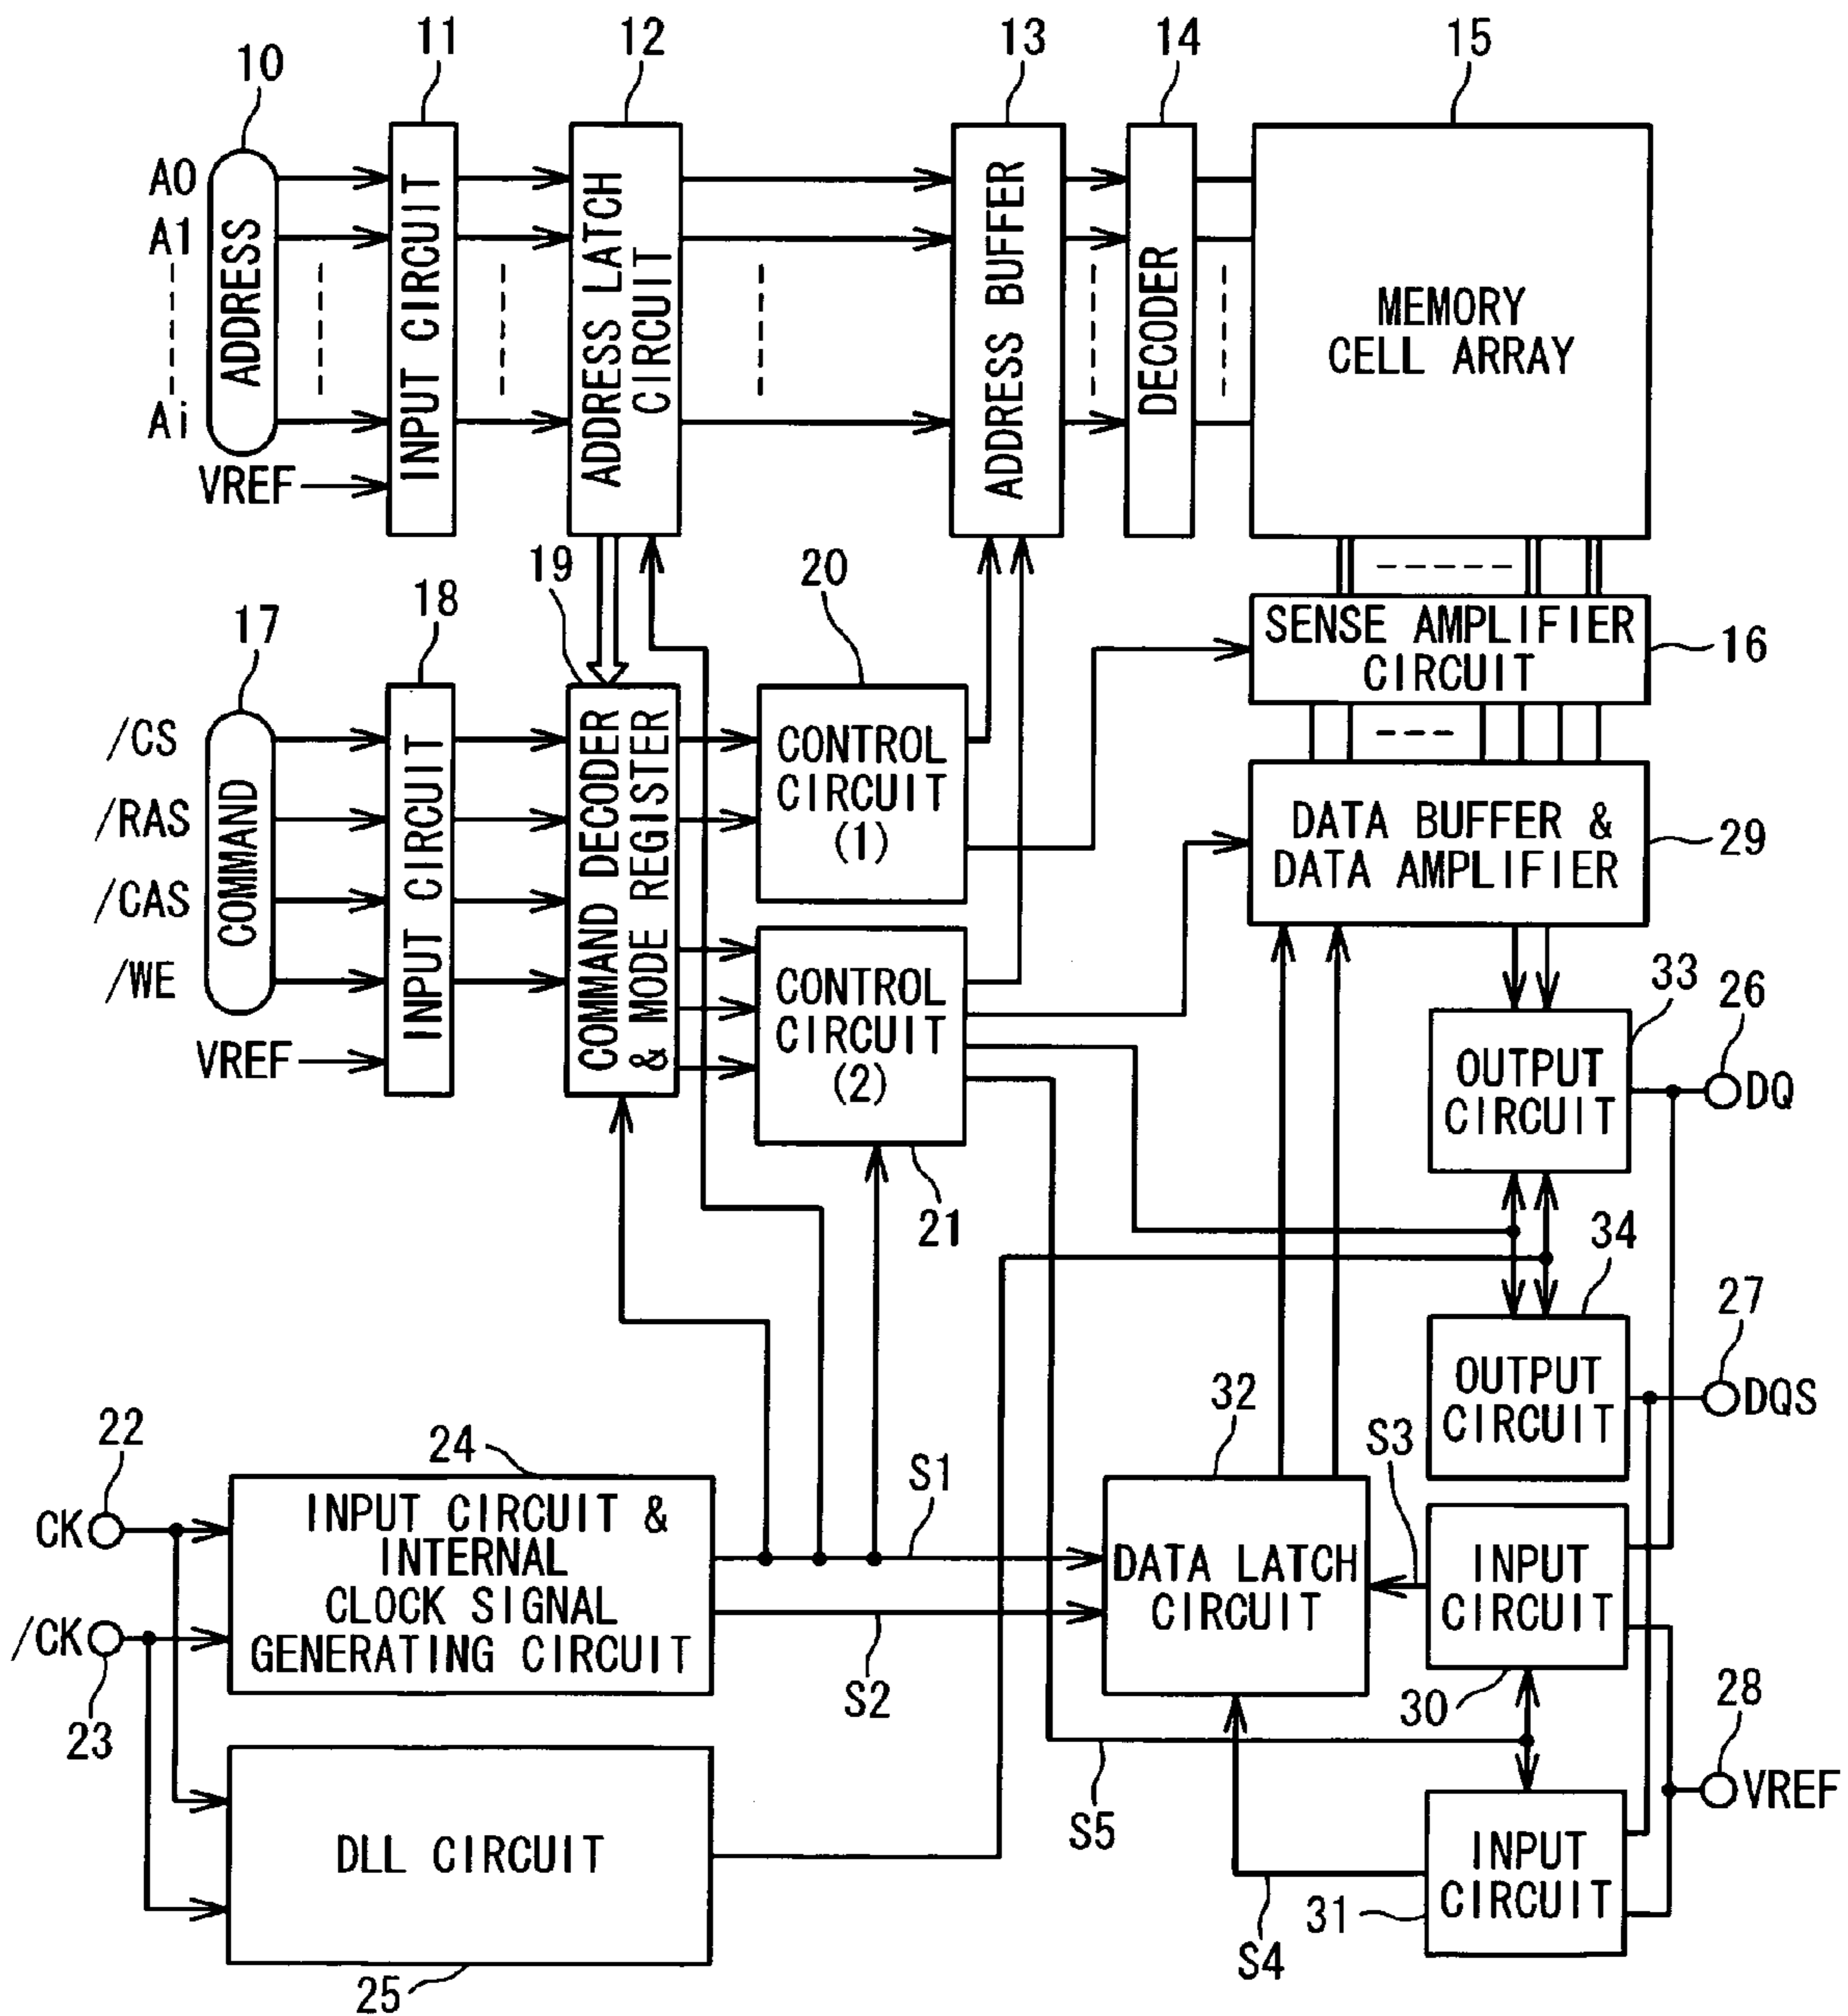 10
11
12
13
14
15
A0
A1
Ai
VREF
ADDRESS
INPUT CIRCUIT
ADDRESS LATCH
CIRCUIT
ADDRESS BUFFER
DECODER
MEMORY
CELL ARRAY
17
18
19
20
SENSE AMPLIFIER
CIRCUIT
16
/CS
/RAS
/CAS
/WE
VREF
COMMAND
INPUT CIRCUIT
COMMAND DECODER
& MODE REGISTER
CONTROL
CIRCUIT
(1)
DATA BUFFER &
DATA AMPLIFIER
29
CONTROL
CIRCUIT
(2)
21
33
26
OUTPUT
CIRCUIT
DQ
34
27
OUTPUT
CIRCUIT
DQS
22
24
S1
32
S3
CK
/CK
23
INPUT CIRCUIT &
INTERNAL
CLOCK SIGNAL
GENERATING CIRCUIT
S2
DATA LATCH
CIRCUIT
INPUT
CIRCUIT
30
28
VREF
DLL CIRCUIT
25
S5
S4
31
INPUT
CIRCUIT